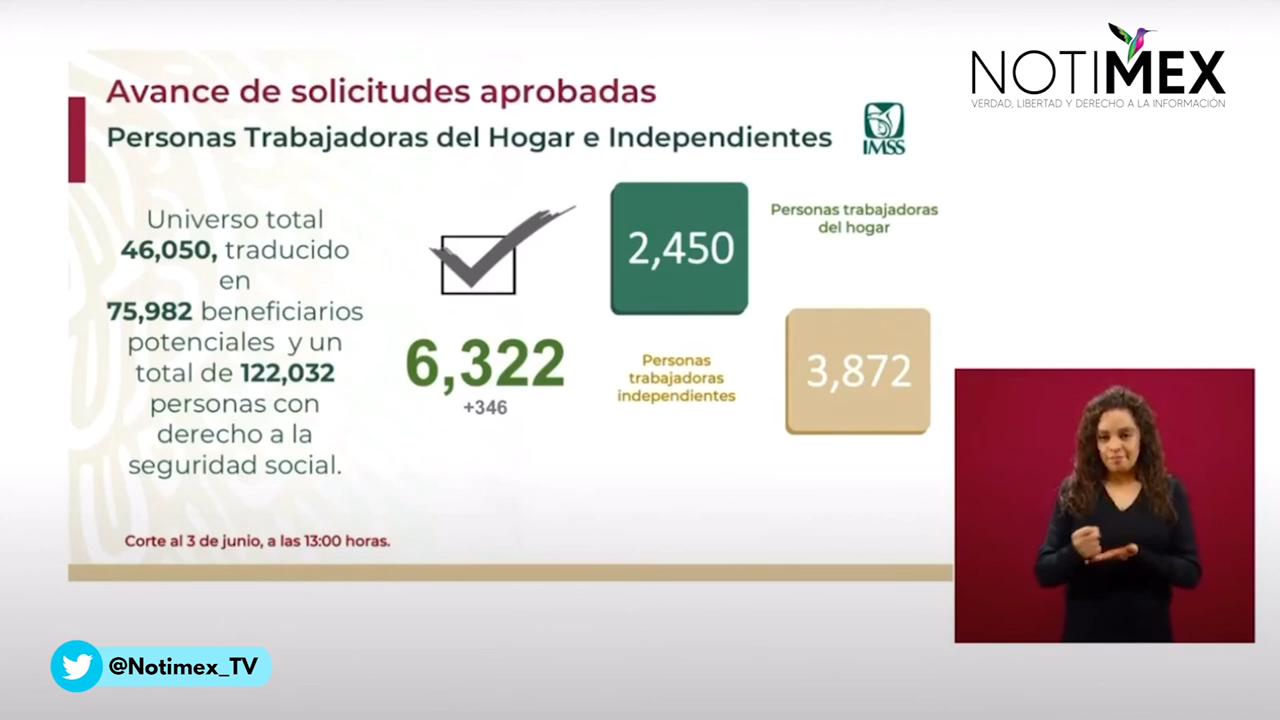 NOTIMEX
VERDAD, LIBERTAD Y DERECHO A LA INFORMACIÓN
Avance de solicitudes aprobadas
Personas Trabajadoras del Hogar e Independientes
IMSS
Universo total
46,050, traducido
en
75,982 beneficiarios
potenciales y un
total de 122,032
personas con
derecho a la
seguridad social.
6,322
+346
2,450
Personas trabajadoras
del hogar
Personas
trabajadoras
independientes
3,872
Corte al 3 de junio, a las 13:00 horas.
@Notimex_TV